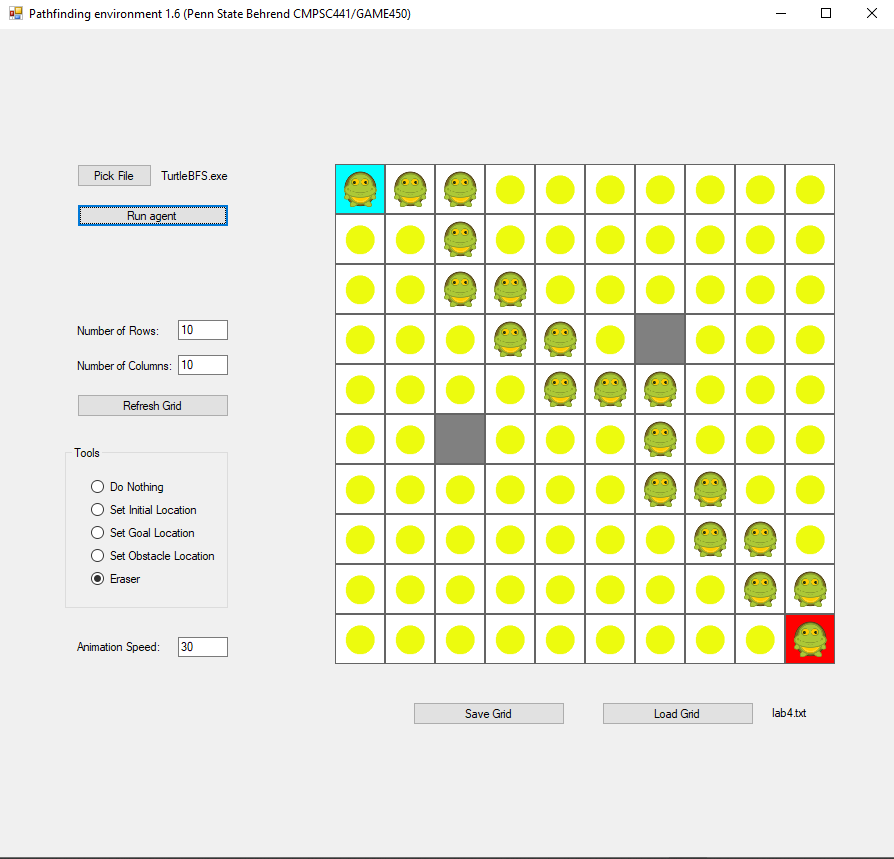 Pathfinding environment 1.6 (Penn State Behrend CMPSC441/GAME450)
Pick File TurtleBFS.exe
Run agent
Number of Rows: 10
Number of Columns: 10
Refresh Grid
Tools
Do Nothing
Set Initial Location
Set Goal Location
Set Obstacle Location
Eraser
Animation Speed: 30
Save Grid Load Grid lab4.txt